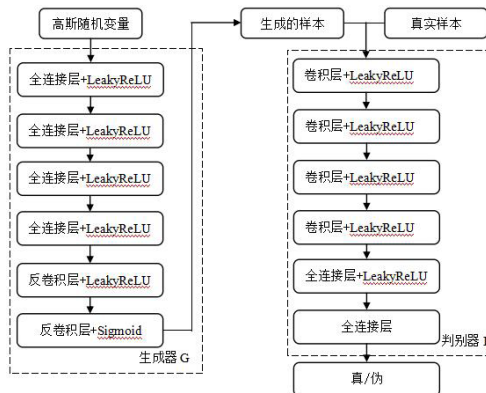 高斯随机变量
全连接层+LeakyReLU
全连接层+LeakyReLU
全连接层+LeakyReLU
全连接层+LeakyReLU
反卷积层+LeakyReLU
反卷积层+Sigmoid
生成器 G
生成的样本
真实样本
卷积层+LeakyReLU
卷积层+LeakyReLU
卷积层+LeakyReLU
卷积层+LeakyReLU
全连接层+LeakyReLU
全连接层
判别器
真/伪